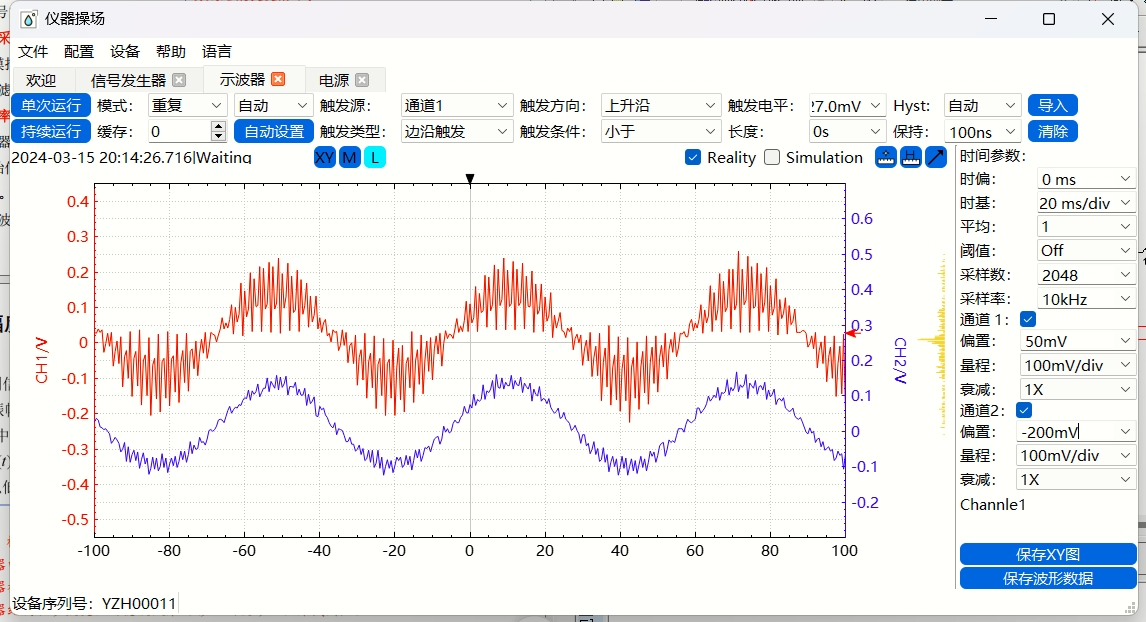 仪器操场
文件 配置 设备 帮助 语言
欢迎 信号发生器 示波器 电源
单次运行 模式： 重复 自动 触发源： 通道1 触发方向： 上升沿 触发电平： 27.0mV Hyst: 自动 导入
持续运行 缓存： 0 自动设置 触发类型： 边沿触发 触发条件： 小于 长度： 0s 保持： 100ns 清除
2024-03-15 20:14:26.716|Waiting XY M L Reality Simulation
时间参数：
时偏： 0 ms
时基： 20 ms/div
平均： 1
阈值： Off
采样数： 2048
采样率： 10kHz
通道 1：
偏置： 50mV
量程： 100mV/div
衰减： 1X
通道2：
偏置： -200mV
量程： 100mV/div
衰减： 1X
Channle1
保存XY图
保存波形数据
CH1/V
0.4
0.3
0.2
0.1
0
-0.1
-0.2
-0.3
-0.4
-0.5
CH2/V
0.6
0.5
0.4
0.3
0.2
0.1
0
-0.1
-0.2
-100 -80 -60 -40 -20 0 20 40 60 80 100
设备序列号： YZH00011